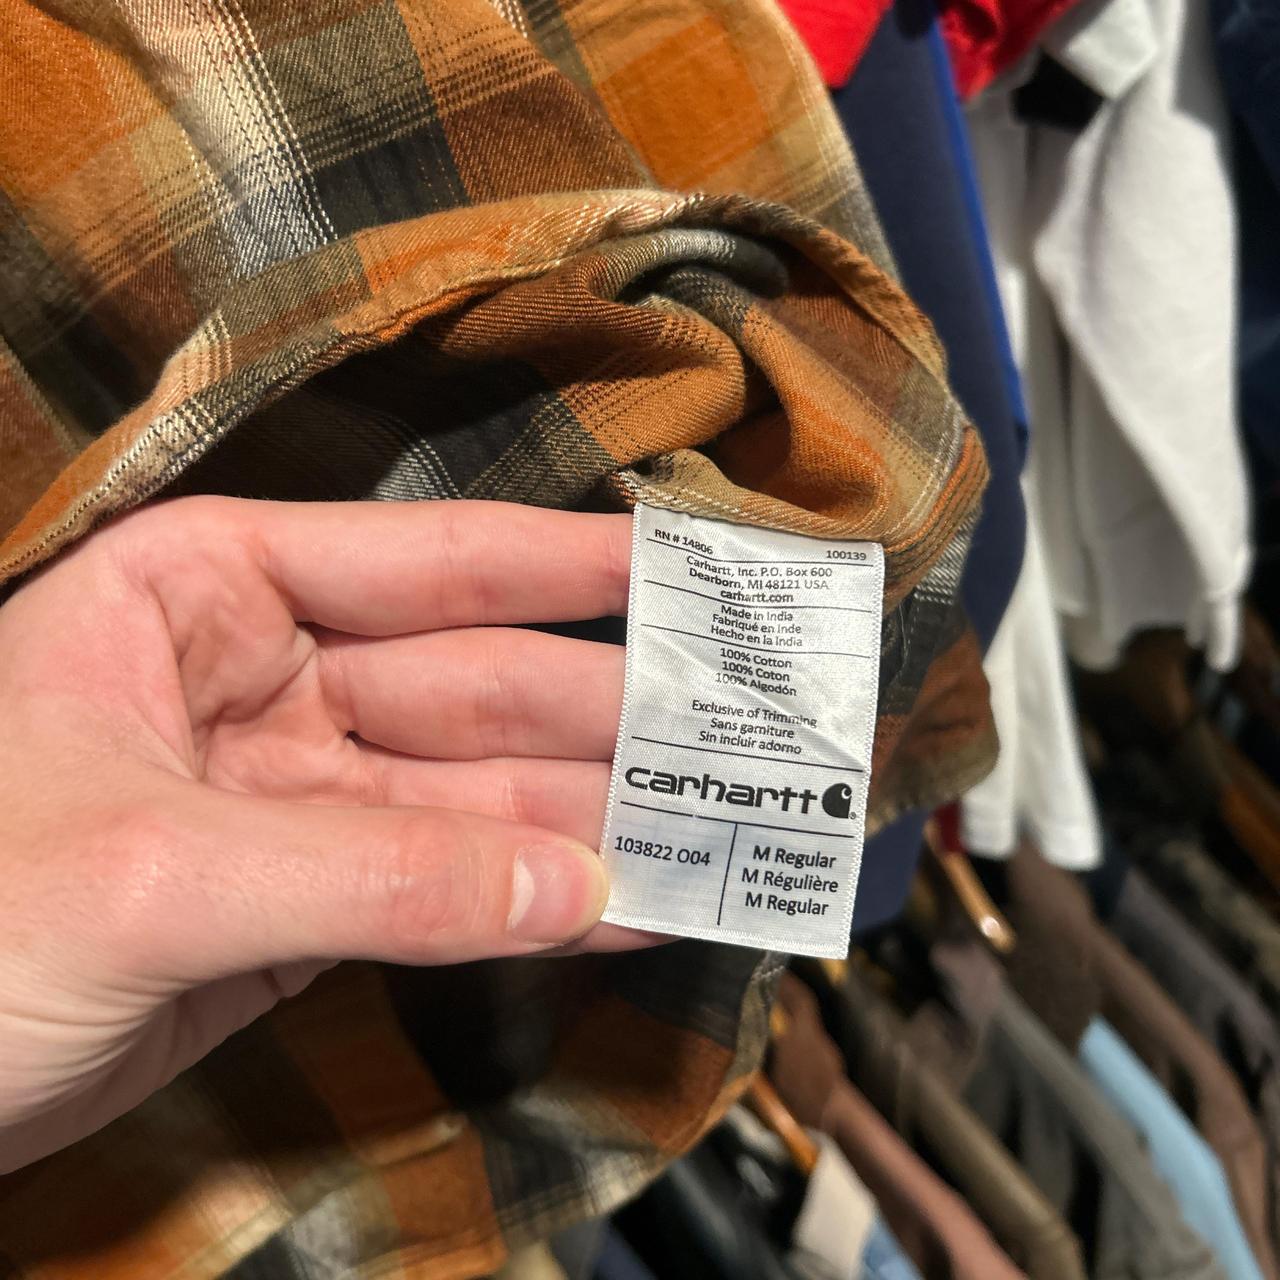 RN # 14806 100139
Carhartt, Inc. P.O. Box 600
Dearborn, MI 48121 USA
carhartt.com
Made in India
Fabriqué en Inde
Hecho en la India
100% Cotton
100% Coton
100% Algodón
Exclusive of Trimming
Sans garniture
Sin incluir adorno
carhartt
103822 O04
M Regular
M Régulière
M Regular